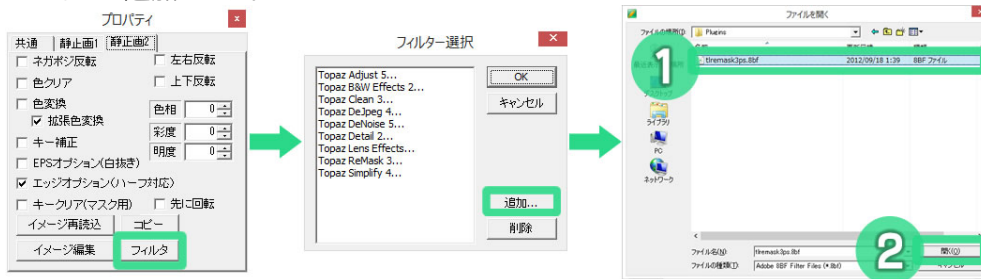 プロパティ
共通
静止画1
静止画2
ネガポジ反転
左右反転
色クリア
上下反転
色変換
色相 0
拡張色変換
彩度 0
キー補正
明度 0
EPSオプション(白抜き)
エッジオプション(ハーフ対応)
キークリア(マスク用)
先に回転
イメージ再読込
コピー
イメージ編集
フィルタ
フィルター選択
Topaz Adjust 5...
Topaz B&W Effects 2...
Topaz Clean 3...
Topaz DeJpeg 4...
Topaz DeNoise 5...
Topaz Detail 2...
Topaz Lens Effects...
Topaz ReMask 3...
Topaz Simplify 4...
OK
キャンセル
追加...
削除
ファイルを開く
Plugins
1
tlremask3ps.8bf
2012/09/18 1:39
8BF ファイル
ライブラリ
PC
ネットワーク
ファイル名(N)
tlremask3ps.8bf
2
開く(O)
ファイルの種類(T)
Adobe 8BF Filter Files (*.8bf)